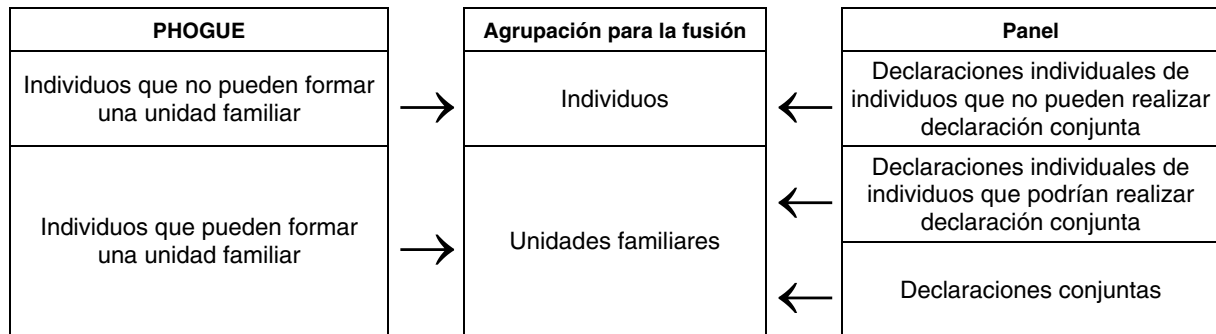 PHOGUE
Individuos que no pueden formar
una unidad familiar
Individuos que pueden formar
una unidad familiar
Agrupación para la fusión
Individuos
Unidades familiares
Panel
Declaraciones individuales de
individuos que no pueden realizar
declaración conjunta
Declaraciones individuales de
individuos que podrían realizar
declaración conjunta
Declaraciones conjuntas